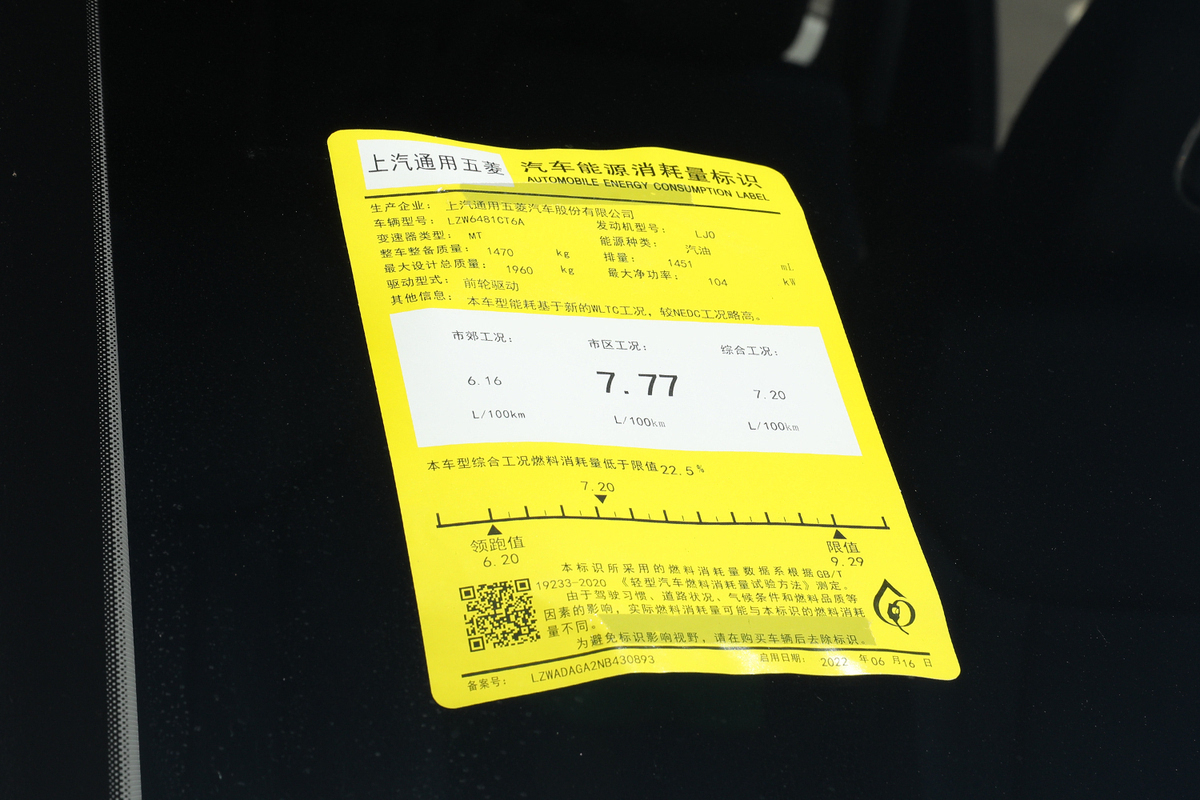 上汽通用五菱 汽车能源消耗量标识
AUTOMOBILE ENERGY CONSUMPTION LABEL
生产企业: 上汽通用五菱汽车股份有限公司
车辆型号: LZW6481CT6A 发动机型号: LJO
变速器类型: MT 能源种类: 汽油
整车整备质量: 1470 kg 排量: 1451 mL
最大设计总质量: 1960 kg 最大净功率: 104 kW
驱动型式: 前轮驱动
其他信息: 本车型能耗基于新的WLTC工况，较NEDC工况略高。
市郊工况: 市区工况: 综合工况:
6.16 7.77 7.20
L/100km L/100km L/100km
本车型综合工况燃料消耗量低于限值22.5%
7.20
领跑值 限值
6.20 9.29
本标识所采用的燃料消耗量数据系根据GB/T
19233-2020 《轻型汽车燃料消耗量试验方法》测定。
由于驾驶习惯、道路状况、气候条件和燃料品质等
因素的影响，实际燃料消耗量可能与本标识的燃料消耗
量不同。
为避免标识影响视野，请在购买车辆后去除标识。
备案号: LZWADAGA2NB430893 启用日期: 2022 年06 月16 日